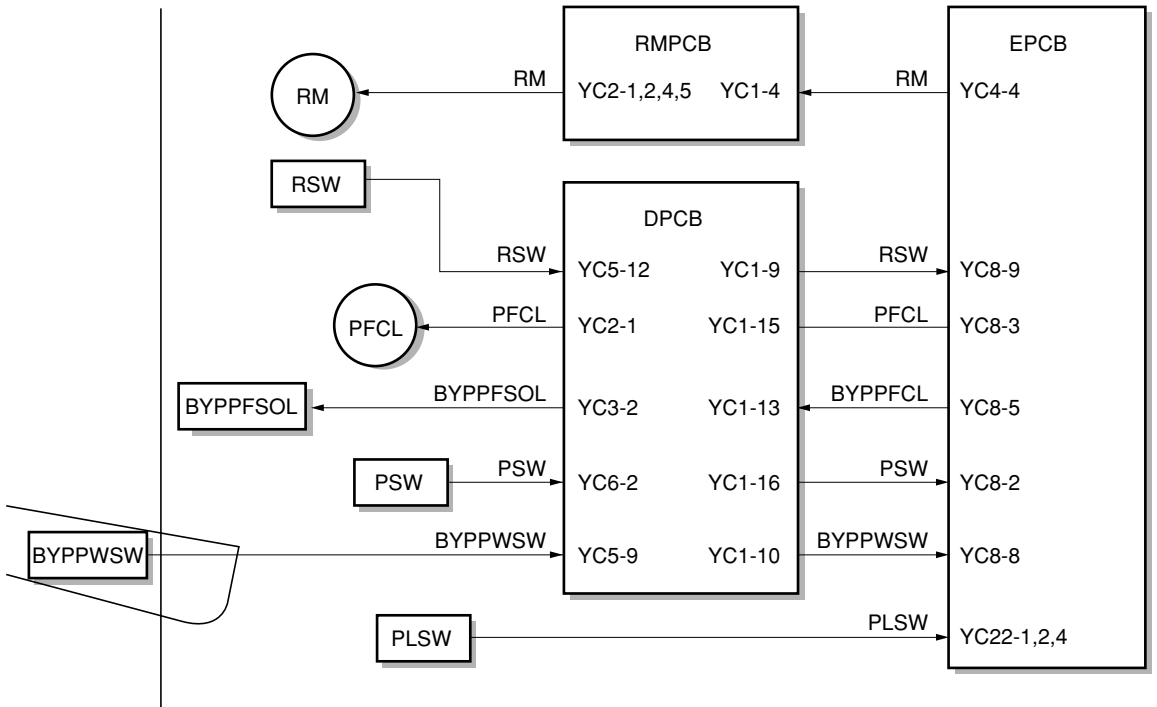 RMPCB
EPCB
RM
RM
YC2-1,2,4,5
YC1-4
RM
YC4-4
RSW
DPCB
RSW
YC5-12
YC1-9
RSW
YC8-9
PFCL
PFCL
YC2-1
YC1-15
PFCL
YC8-3
BYPPFSOL
BYPPFSOL
YC3-2
YC1-13
BYPPFCL
YC8-5
PSW
PSW
YC6-2
YC1-16
PSW
YC8-2
BYPPWSW
BYPPWSW
YC5-9
YC1-10
BYPPWSW
YC8-8
PLSW
PLSW
YC22-1,2,4